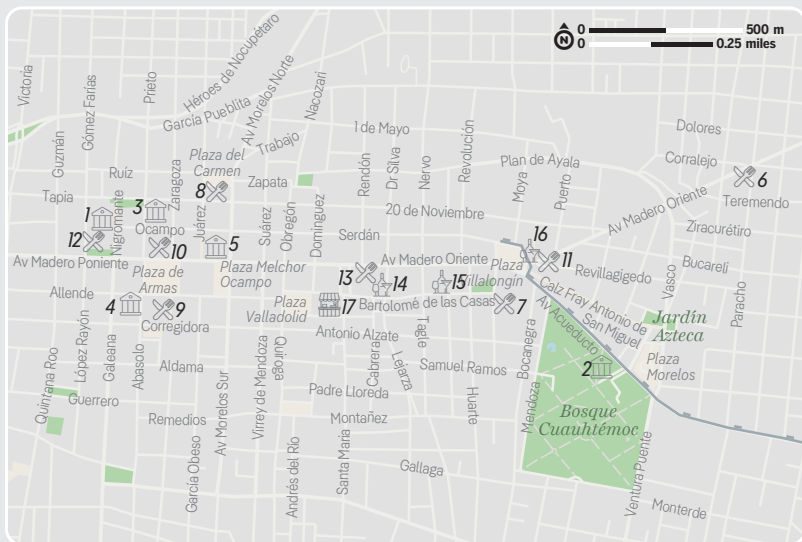 0
500 m
N
0
0.25 miles
Victoría
Gómez Farías
Prieto
Héroes de Nocupétaro
García Pueblita
Av Morelos Norte
Nacozari
Trabajo
1 de Mayo
Dolores
Guzmán
Ruíz
Plaza del
Carmen
Zaragoza
Zapata
Rendón
Dr Silva
Nervo
Revolución
Plan de Ayala
Corralejo
6
Tapia
Nigromante
8
Moya
Puerto
Teremendo
1
3
Ocampo
Juárez
5
Suárez
Obregón
Domínguez
20 de Noviembre
Av Madero Oriente
Ziracurétiro
12
10
Serdán
16
Av Madero Poniente
Plaza de
Armas
Plaza Melchor
Ocampo
13
Av Madero Oriente
14
15
Plaza
Villalongín
11
Revillagigedo
Bucareli
Vasco
Paracho
Allende
4
9
Corregidora
Plaza
Valladolid
17
Bartolomé de las Casas
7
Calz Fray Antonio de
San Miguel
Av Acueducto
Jardín
Azteca
Quintana Roo
López Rayón
Galeana
Abasolo
Aldama
Antonio Alzate
Tapie
Quiroga
Cabrera
Lejarza
Samuel Ramos
Bocanegra
2
Plaza
Morelos
Guerrero
Remedios
Av Morelos Sur
Virrey de Mendoza
Padre Lloreda
Montañez
Huarte
Mendoza
Bosque
Cuauhtémoc
García Obeso
Andrés del Río
Santa María
Gallaga
Ventura Puente
Monterde